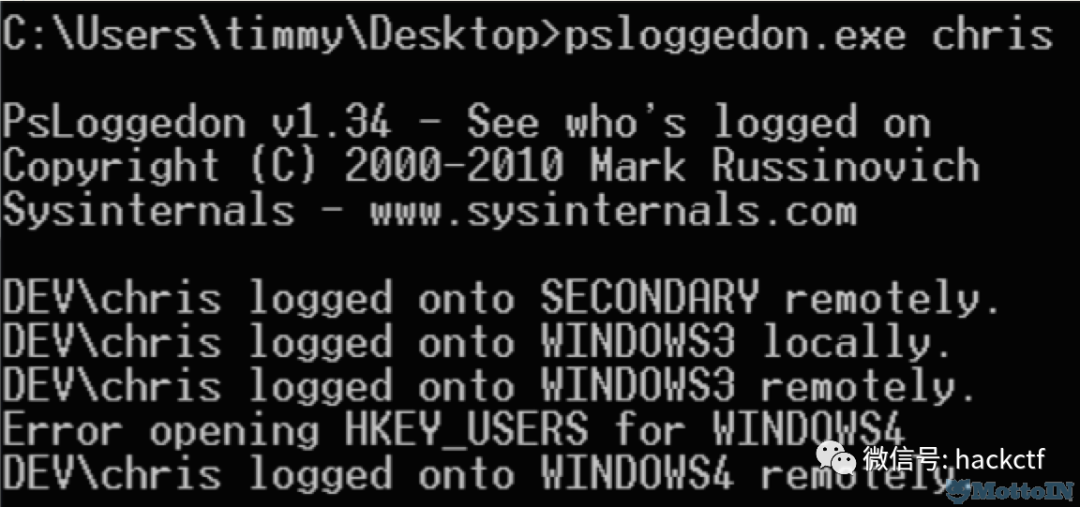 C:\Users\timmy\Desktop>psloggedon.exe chris
PsLoggedon v1.34 - See who's logged on
Copyright (C) 2000-2010 Mark Russinovich
Sysinternals - www.sysinternals.com
DEV\chris logged onto SECONDARY remotely.
DEV\chris logged onto WINDOWS3 locally.
DEV\chris logged onto WINDOWS3 remotely.
Error opening HKEY_USERS for WINDOWS4
DEV\chris logged onto WINDOWS4 remotely.
微信号: hackctf
MottoIN